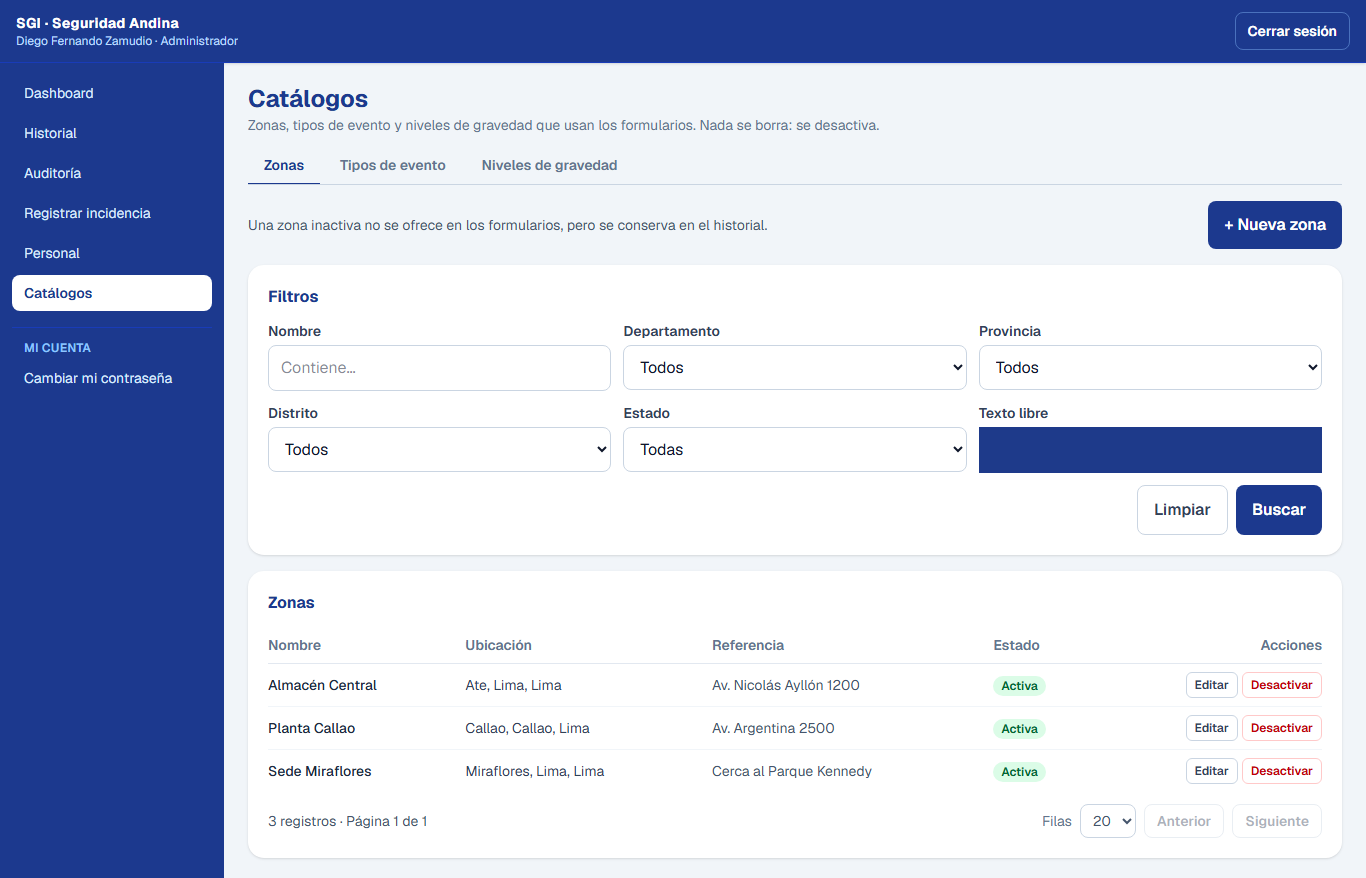 SGI · Seguridad Andina
Diego Fernando Zamudio · Administrador
Cerrar sesión
Dashboard
Historial
Auditoría
Registrar incidencia
Personal
Catálogos
MI CUENTA
Cambiar mi contraseña
Catálogos
Zonas, tipos de evento y niveles de gravedad que usan los formularios. Nada se borra: se desactiva.
Zonas Tipos de evento Niveles de gravedad
Una zona inactiva no se ofrece en los formularios, pero se conserva en el historial.
+ Nueva zona
Filtros
Nombre Departamento Provincia
Contiene... Todos Todos
Distrito Estado Texto libre
Todos Todas
Limpiar Buscar
Zonas
Nombre Ubicación Referencia Estado Acciones
Almacén Central Ate, Lima, Lima Av. Nicolás Ayllón 1200 Activa Editar Desactivar
Planta Callao Callao, Callao, Lima Av. Argentina 2500 Activa Editar Desactivar
Sede Miraflores Miraflores, Lima, Lima Cerca al Parque Kennedy Activa Editar Desactivar
3 registros · Página 1 de 1 Filas 20 Anterior Siguiente